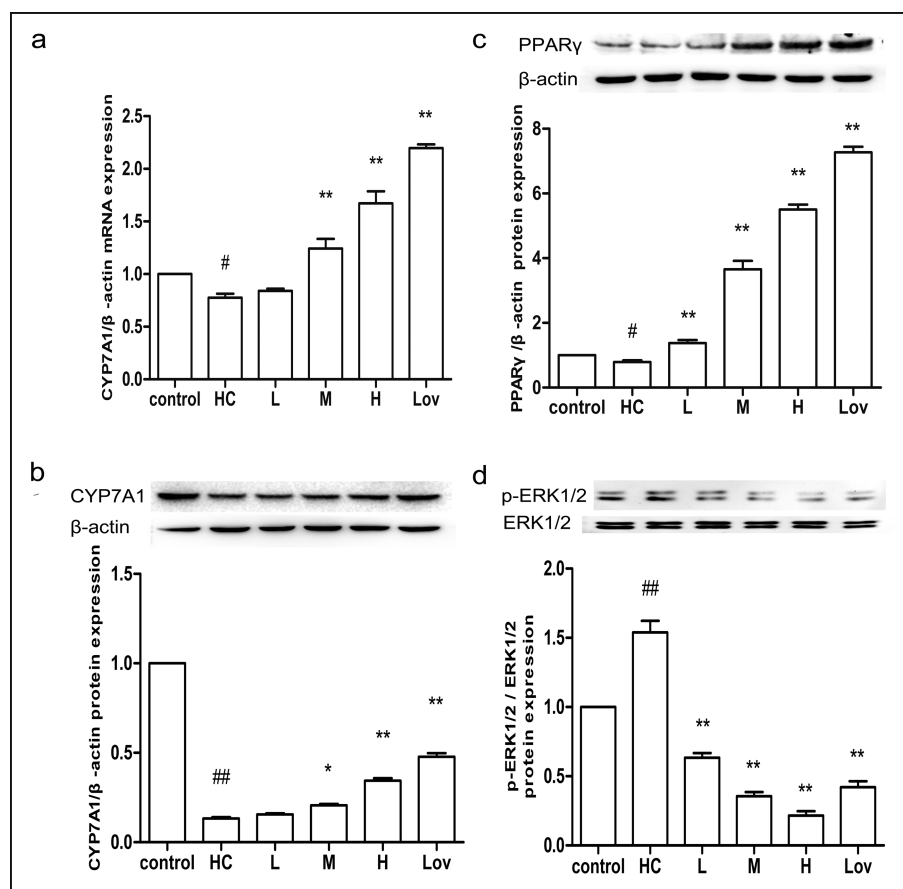 a
CYP7A1/β -actin mRNA expression
2.5
2.0
1.5
1.0
0.5
0.0
#
**
**
**
control HC L M H Lov
c
PPARγ
β-actin
PPARγ /β -actin protein expression
8
6
4
2
0
#
**
**
**
**
control HC L M H Lov
b
CYP7A1
β-actin
CYP7A1/β -actin protein expression
1.5
1.0
0.5
0.0
##
*
**
**
control HC L M H Lov
d
p-ERK1/2
ERK1/2
p-ERK1/2 / ERK1/2
protein expression
2.0
1.5
1.0
0.5
0.0
##
**
**
**
**
control HC L M H Lov